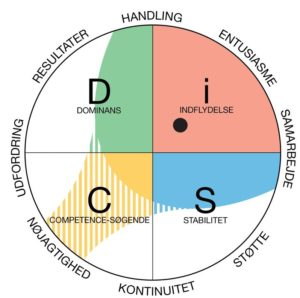 HANDLING
RESULTATER
ENTUSIASME
D
DOMINANS
i
INDFLYDELSE
UDFORDRING
SAMARBEJDE
C
COMPETENCE-SØGENDE
S
STABILITET
NØJAGTIGHED
STØTTE
KONTINUITET